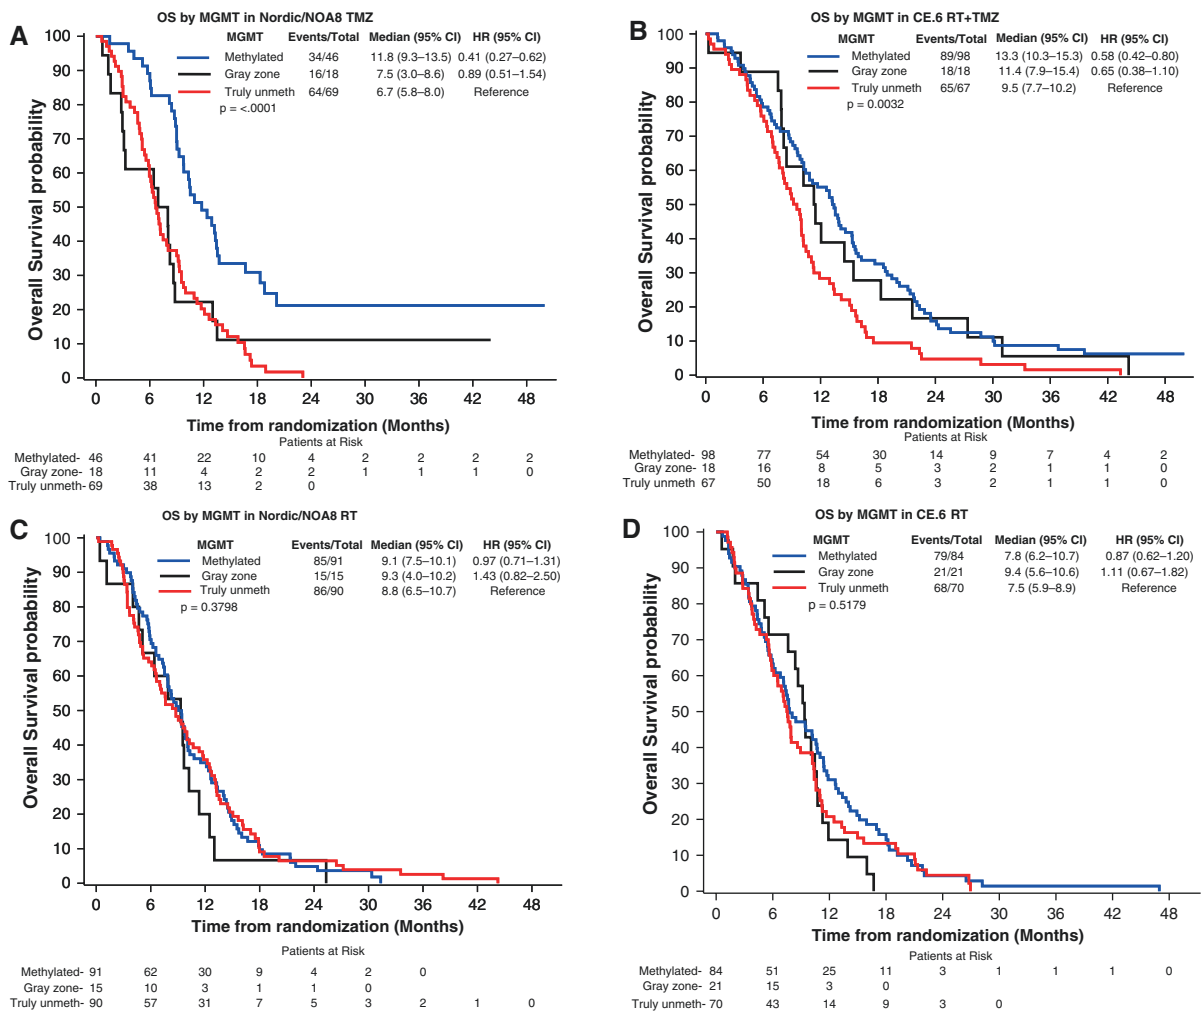 A
OS by MGMT in Nordic/NOA8 TMZ
MGMT Events/Total Median (95% CI) HR (95% CI)
Methylated 34/46 11.8 (9.3–13.5) 0.41 (0.27–0.62)
Gray zone 16/18 7.5 (3.0–8.6) 0.89 (0.51–1.54)
Truly unmeth 64/69 6.7 (5.8–8.0) Reference
p = <.0001
Overall Survival probability
100
90
80
70
60
50
40
30
20
10
0
0 6 12 18 24 30 36 42 48
Time from randomization (Months)
Patients at Risk
Methylated- 46 41 22 10 4 2 2 2 2
Gray zone- 18 11 4 2 2 1 1 1 0
Truly unmeth- 69 38 13 2 0
B
OS by MGMT in CE.6 RT+TMZ
MGMT Events/Total Median (95% CI) HR (95% CI)
Methylated 89/98 13.3 (10.3–15.3) 0.58 (0.42–0.80)
Gray zone 18/18 11.4 (7.9–15.4) 0.65 (0.38–1.10)
Truly unmeth 65/67 9.5 (7.7–10.2) Reference
p = 0.0032
Overall Survival probability
100
90
80
70
60
50
40
30
20
10
0
0 6 12 18 24 30 36 42 48
Time from randomization (Months)
Patients at Risk
Methylated- 98 77 54 30 14 9 7 4 2
Gray zone- 18 16 8 5 3 2 1 1 0
Truly unmeth 67 50 18 6 3 2 1 1 0
C
OS by MGMT in Nordic/NOA8 RT
MGMT Events/Total Median (95% CI) HR (95% CI)
Methylated 85/91 9.1 (7.5–10.1) 0.97 (0.71–1.31)
Gray zone 15/15 9.3 (4.0–10.2) 1.43 (0.82–2.50)
Truly unmeth 86/90 8.8 (6.5–10.7) Reference
p = 0.3798
Overall Survival probability
100
90
80
70
60
50
40
30
20
10
0
0 6 12 18 24 30 36 42 48
Time from randomization (Months)
Patients at Risk
Methylated- 91 62 30 9 4 2 0
Gray zone- 15 10 3 1 1 0
Truly unmeth- 90 57 31 7 5 3 2 1 0
D
OS by MGMT in CE.6 RT
MGMT Events/Total Median (95% CI) HR (95% CI)
Methylated 79/84 7.8 (6.2–10.7) 0.87 (0.62–1.20)
Gray zone 21/21 9.4 (5.6–10.6) 1.11 (0.67–1.82)
Truly unmeth 68/70 7.5 (5.9–8.9) Reference
p = 0.5179
Overall Survival probability
100
90
80
70
60
50
40
30
20
10
0
0 6 12 18 24 30 36 42 48
Time from randomization (Months)
Patients at Risk
Methylated- 84 51 25 11 3 1 1 1 0
Gray zone- 21 15 3 0
Truly unmeth- 70 43 14 9 3 0